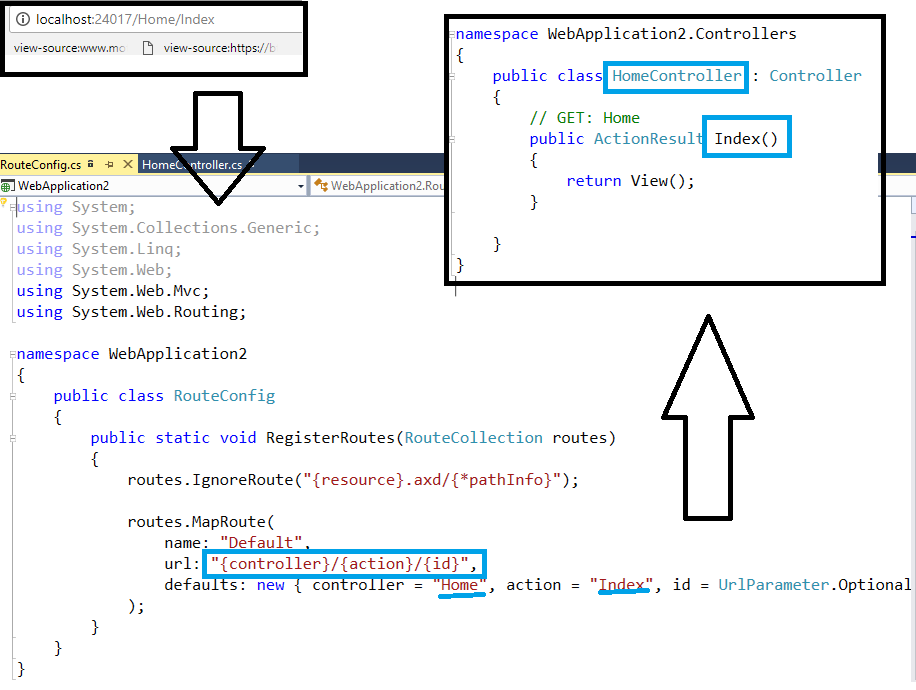 localhost:24017/Home/Index
view-source:www.mo view-source:https://b
namespace WebApplication2.Controllers
{
public class HomeController : Controller
{
// GET: Home
public ActionResult Index()
{
return View();
}
}
}
RouteConfig.cs HomeController.cs
WebApplication2 WebApplication2.Rou
using System;
using System.Collections.Generic;
using System.Linq;
using System.Web;
using System.Web.Mvc;
using System.Web.Routing;
namespace WebApplication2
{
public class RouteConfig
{
public static void RegisterRoutes(RouteCollection routes)
{
routes.IgnoreRoute("{resource}.axd/{*pathInfo}");
routes.MapRoute(
name: "Default",
url: "{controller}/{action}/{id}",
defaults: new { controller = "Home", action = "Index", id = UrlParameter.Optional
);
}
}
}